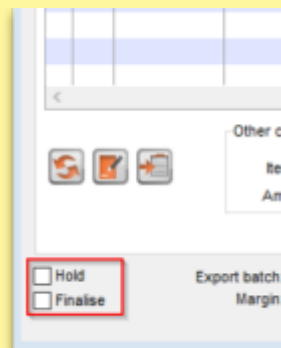 Other c
Ite
Am
Hold
Export batch
Finalise
Margin